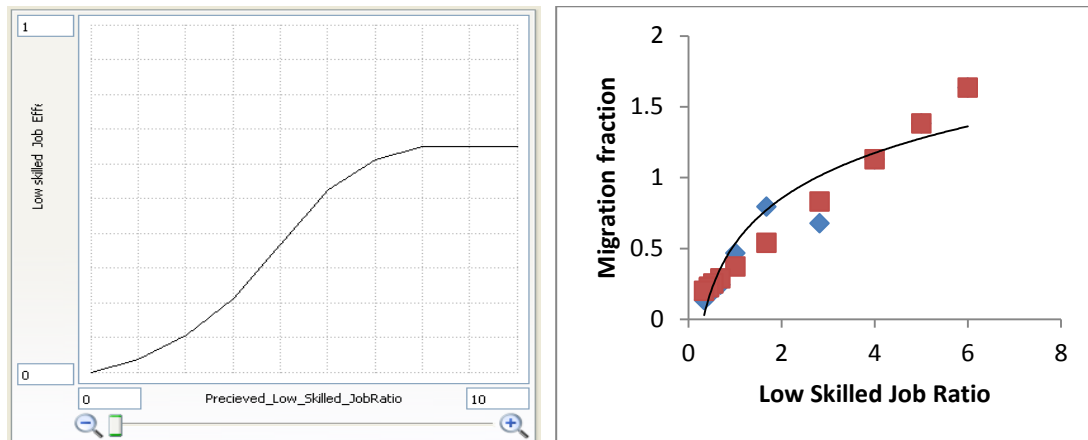 1
Low skilled Job Effe
0
0
Precieved_Low_Skilled_JobRatio
10
2
1.5
1
0.5
0
Migration fraction
0 2 4 6 8
Low Skilled Job Ratio